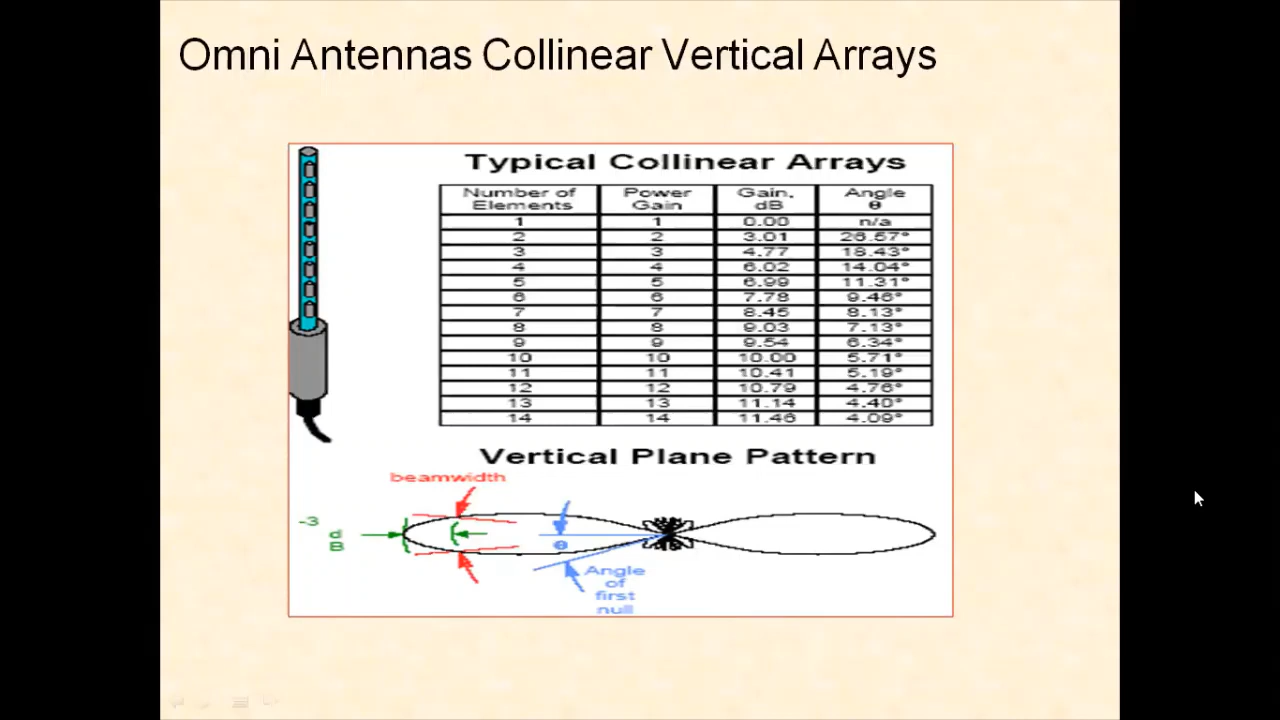 Omni Antennas Collinear Vertical Arrays
Typical Collinear Arrays
Number of Elements Power Gain Gain, dB Angle θ
1 1 0.00 n/a
2 2 3.01 26.57°
3 3 4.77 18.43°
4 4 6.02 14.04°
5 5 6.99 11.31°
6 6 7.78 9.46°
7 7 8.45 8.13°
8 8 9.03 7.13°
9 9 9.54 6.34°
10 10 10.00 5.71°
11 11 10.41 5.19°
12 12 10.79 4.76°
13 13 11.14 4.40°
14 14 11.46 4.09°
Vertical Plane Pattern
beamwidth
-3
d
B
θ
Angle
of
first
null